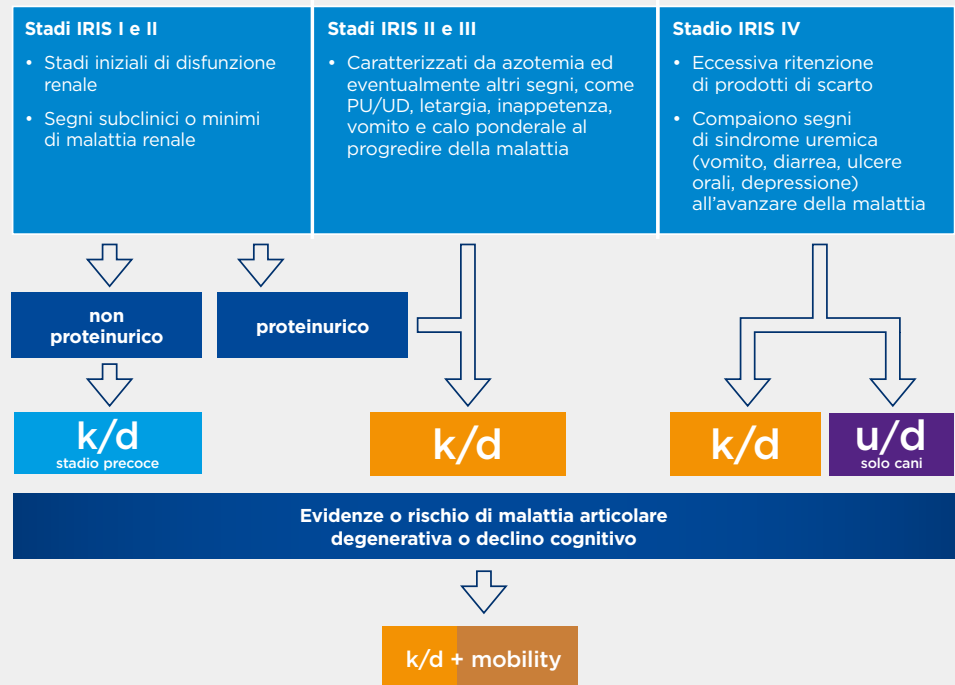 Stadi IRIS I e II
• Stadi iniziali di disfunzione
renale
• Segni subclinici o minimi
di malattia renale
Stadi IRIS II e III
• Caratterizzati da azotemia ed
eventualmente altri segni, come
PU/UD, letargia, inappetenza,
vomito e calo ponderale al
progredire della malattia
Stadio IRIS IV
• Eccessiva ritenzione
di prodotti di scarto
• Compaiono segni
di sindrome uremica
(vomito, diarrea, ulcere
orali, depressione)
all'avanzare della malattia
non
proteinurico
proteinurico
k/d
stadio precoce
k/d
k/d
u/d
solo cani
Evidenze o rischio di malattia articolare
degenerativa o declino cognitivo
k/d + mobility